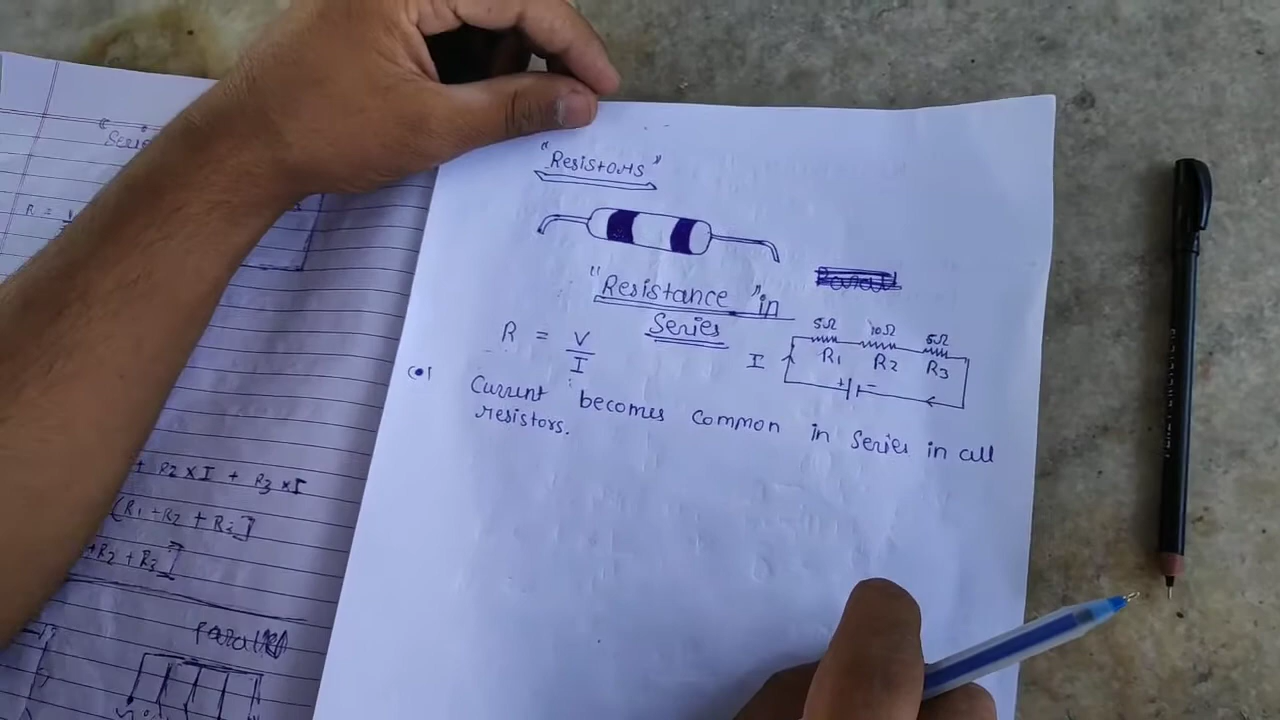 "Resistors"
"Resistance" in
Series
R = V
I
Current becomes common in series in all
resistors.
5Ω 10Ω 5Ω
I R1 R2 R3
+ -
"Serie
R =
+ R2 × I + R3 × I
(R1 + R2 + R3]
+R2 + R3]
Parallel